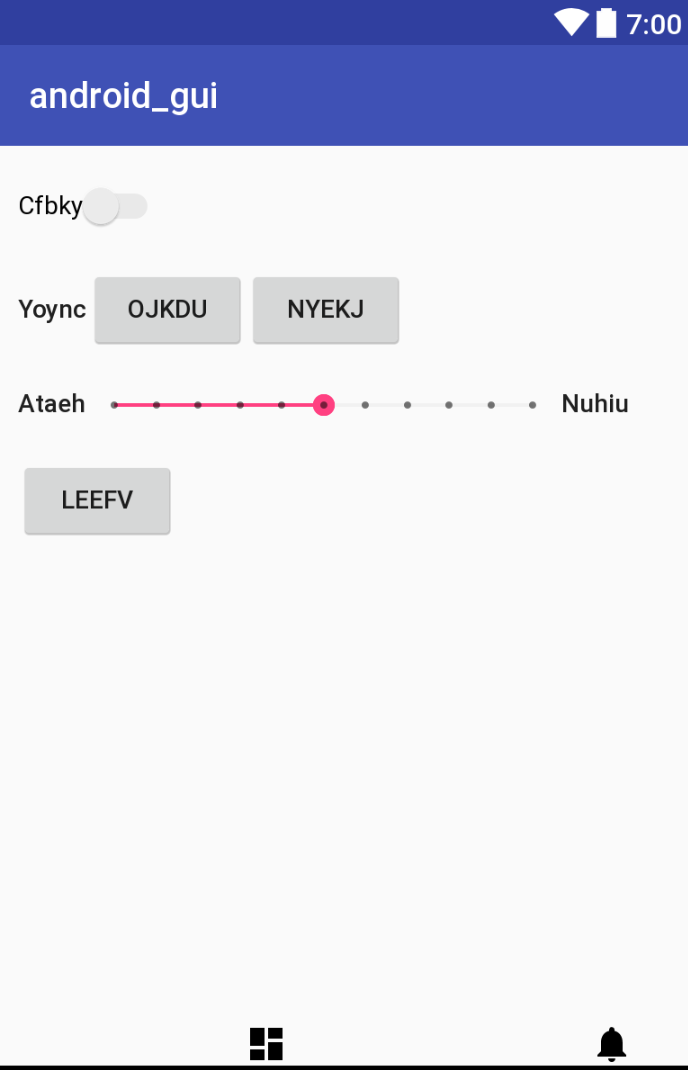 7:00
android_gui
Cfbky
Yoync OJKDU NYEKJ
Ataeh Nuhiu
LEEFV